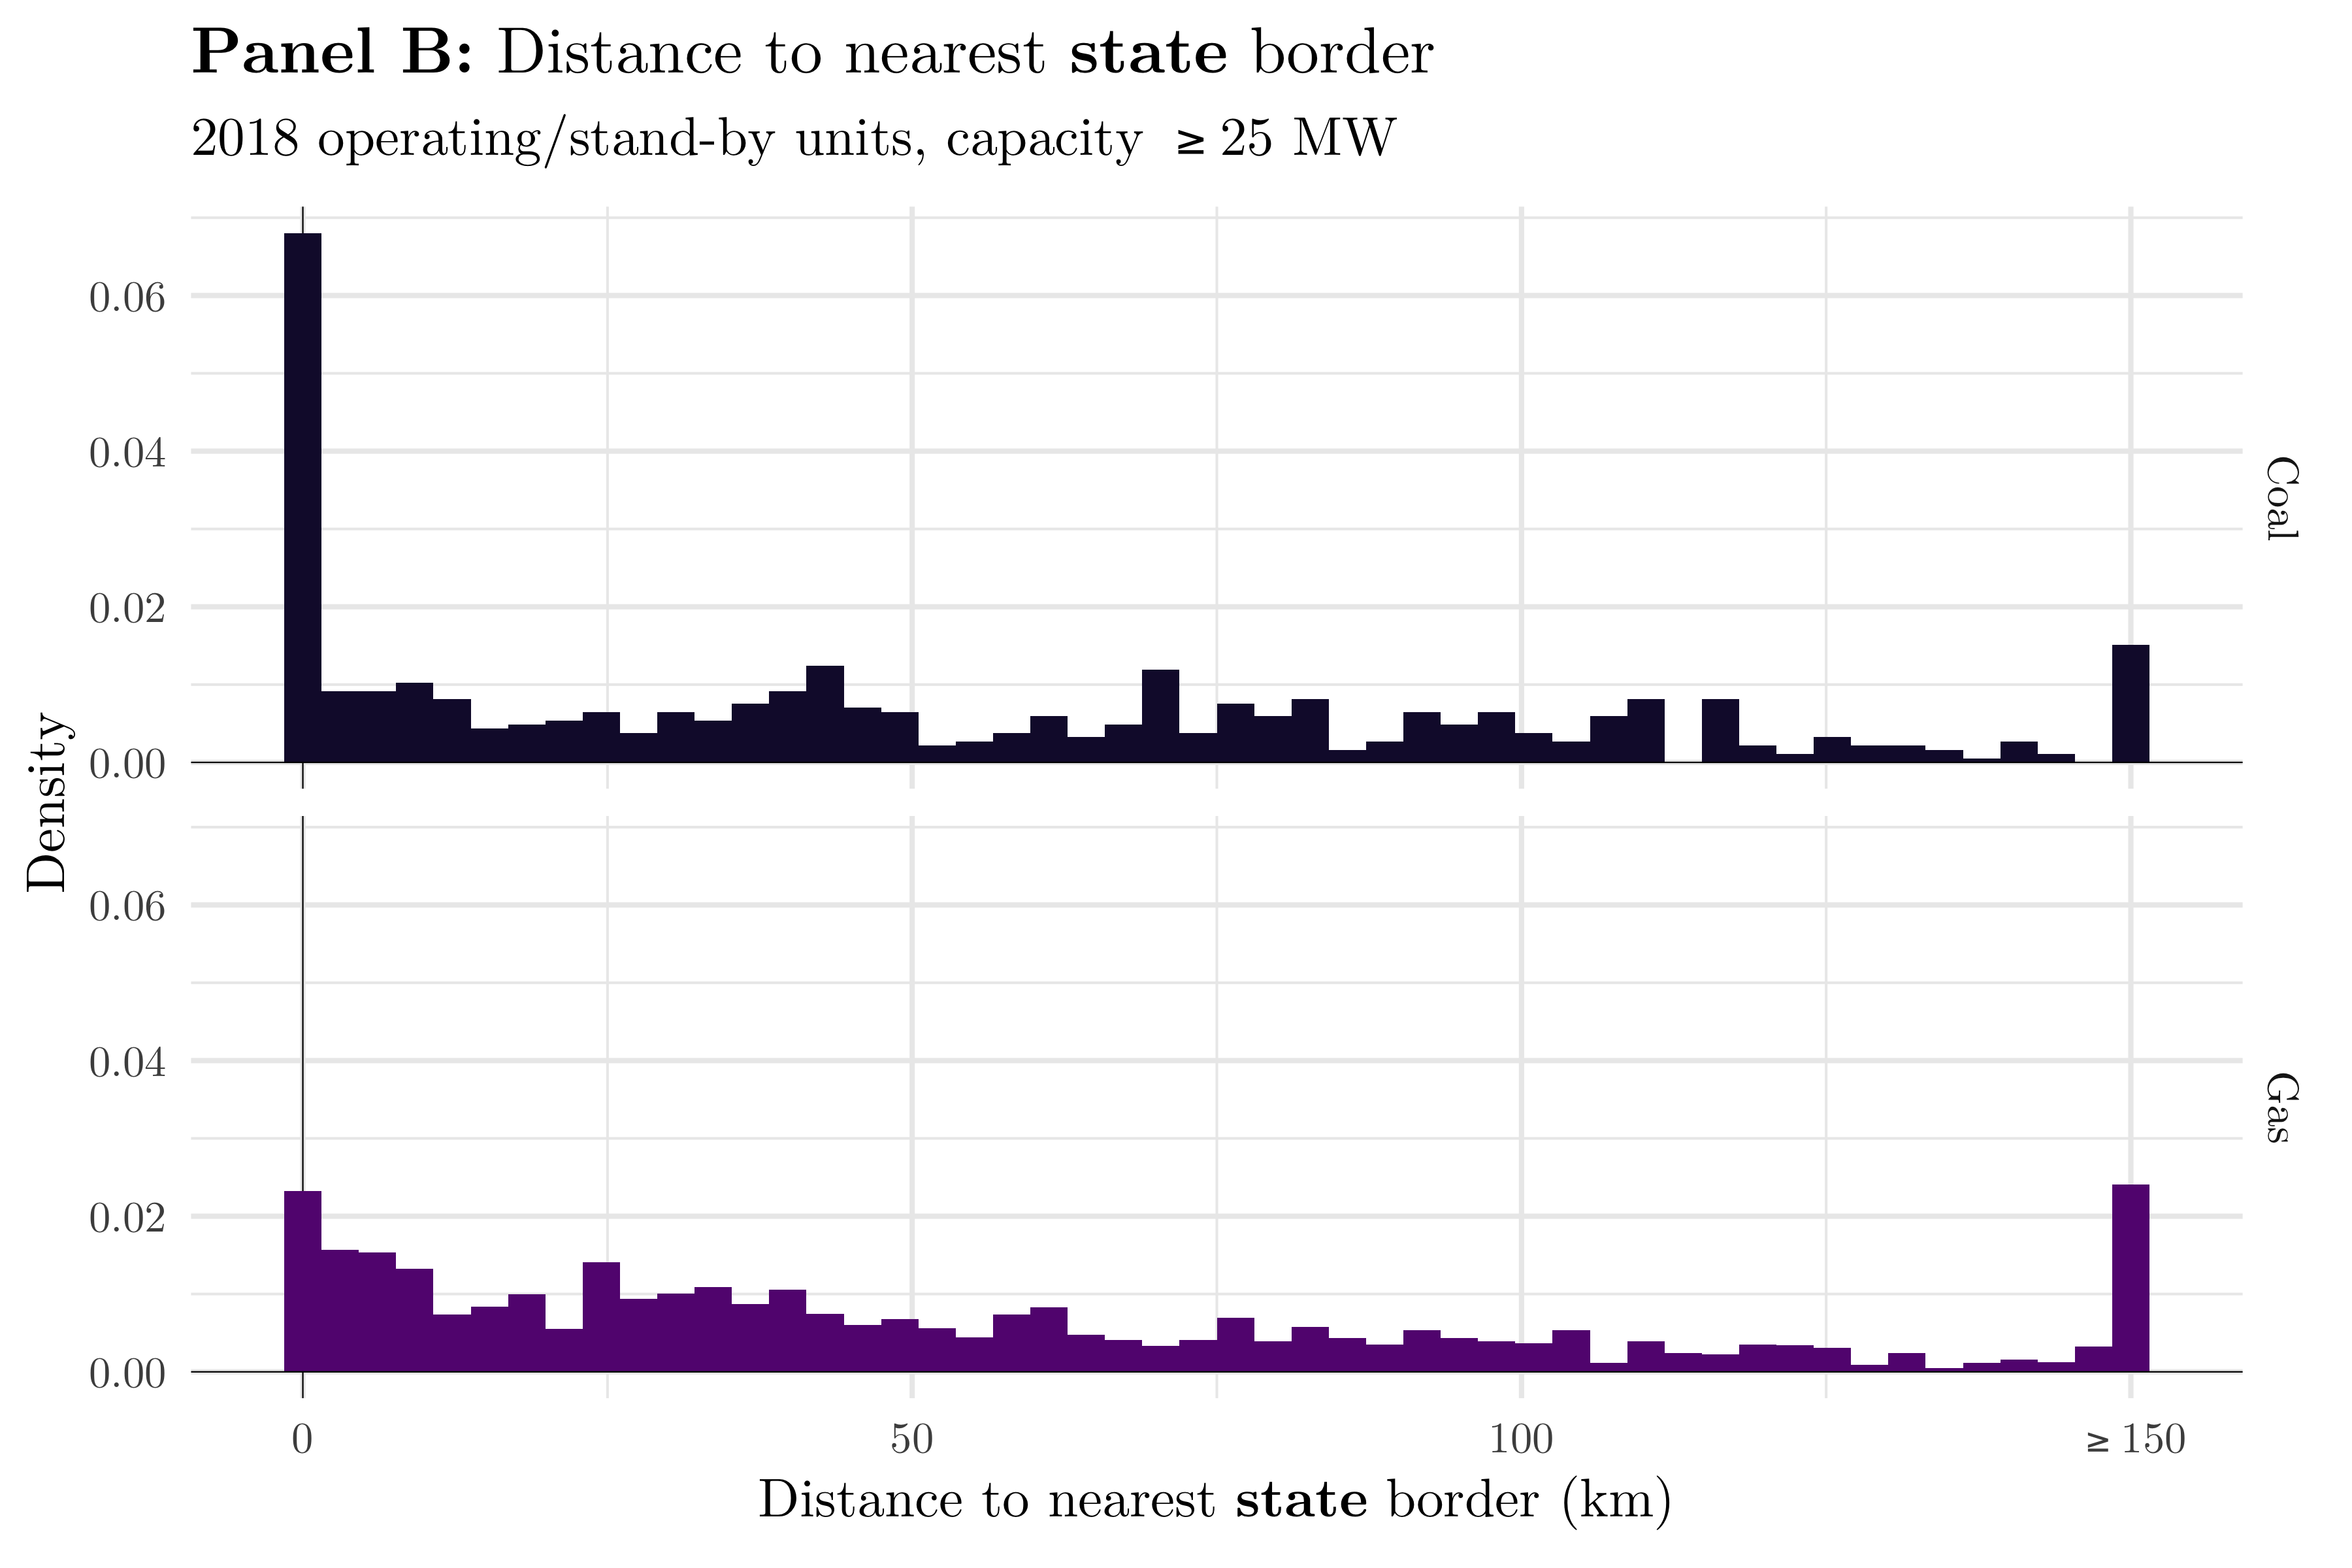 Panel B: Distance to nearest state border
2018 operating/stand-by units, capacity ≥ 25 MW
Density
0.06
0.04
0.02
0.00
Coal
0.06
0.04
0.02
0.00
Gas
0
50
100
≥ 150
Distance to nearest state border (km)